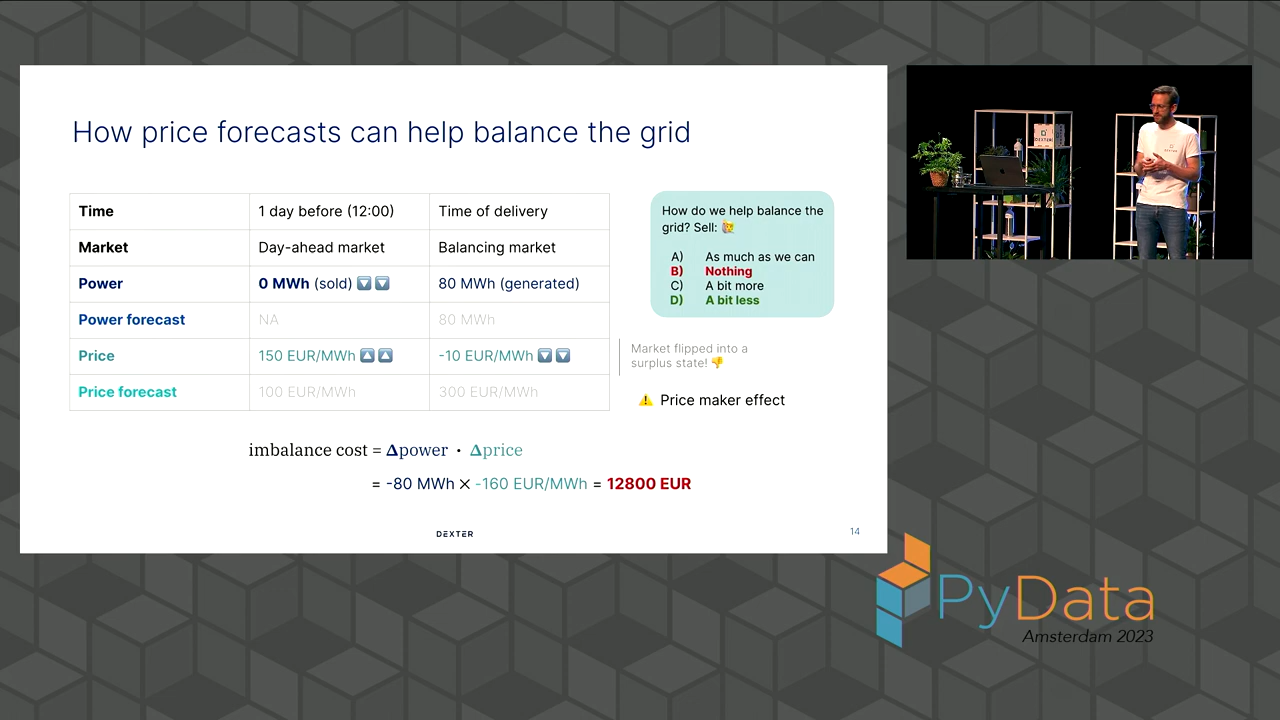 How price forecasts can help balance the grid
Time 1 day before (12:00) Time of delivery
Market Day-ahead market Balancing market
Power 0 MWh (sold) 🔽🔽 80 MWh (generated)
Power forecast NA 80 MWh
Price 150 EUR/MWh 🔼🔼 -10 EUR/MWh 🔽🔽
Price forecast 100 EUR/MWh 300 EUR/MWh
How do we help balance the
grid? Sell: 🙋
A) As much as we can
B) Nothing
C) A bit more
D) A bit less
Market flipped into a
surplus state! 👎
⚠️ Price maker effect
imbalance cost = Δpower · Δprice
= -80 MWh × -160 EUR/MWh = 12800 EUR
DEXTER
14
DEXTER
DEXTER
PyData
Amsterdam 2023